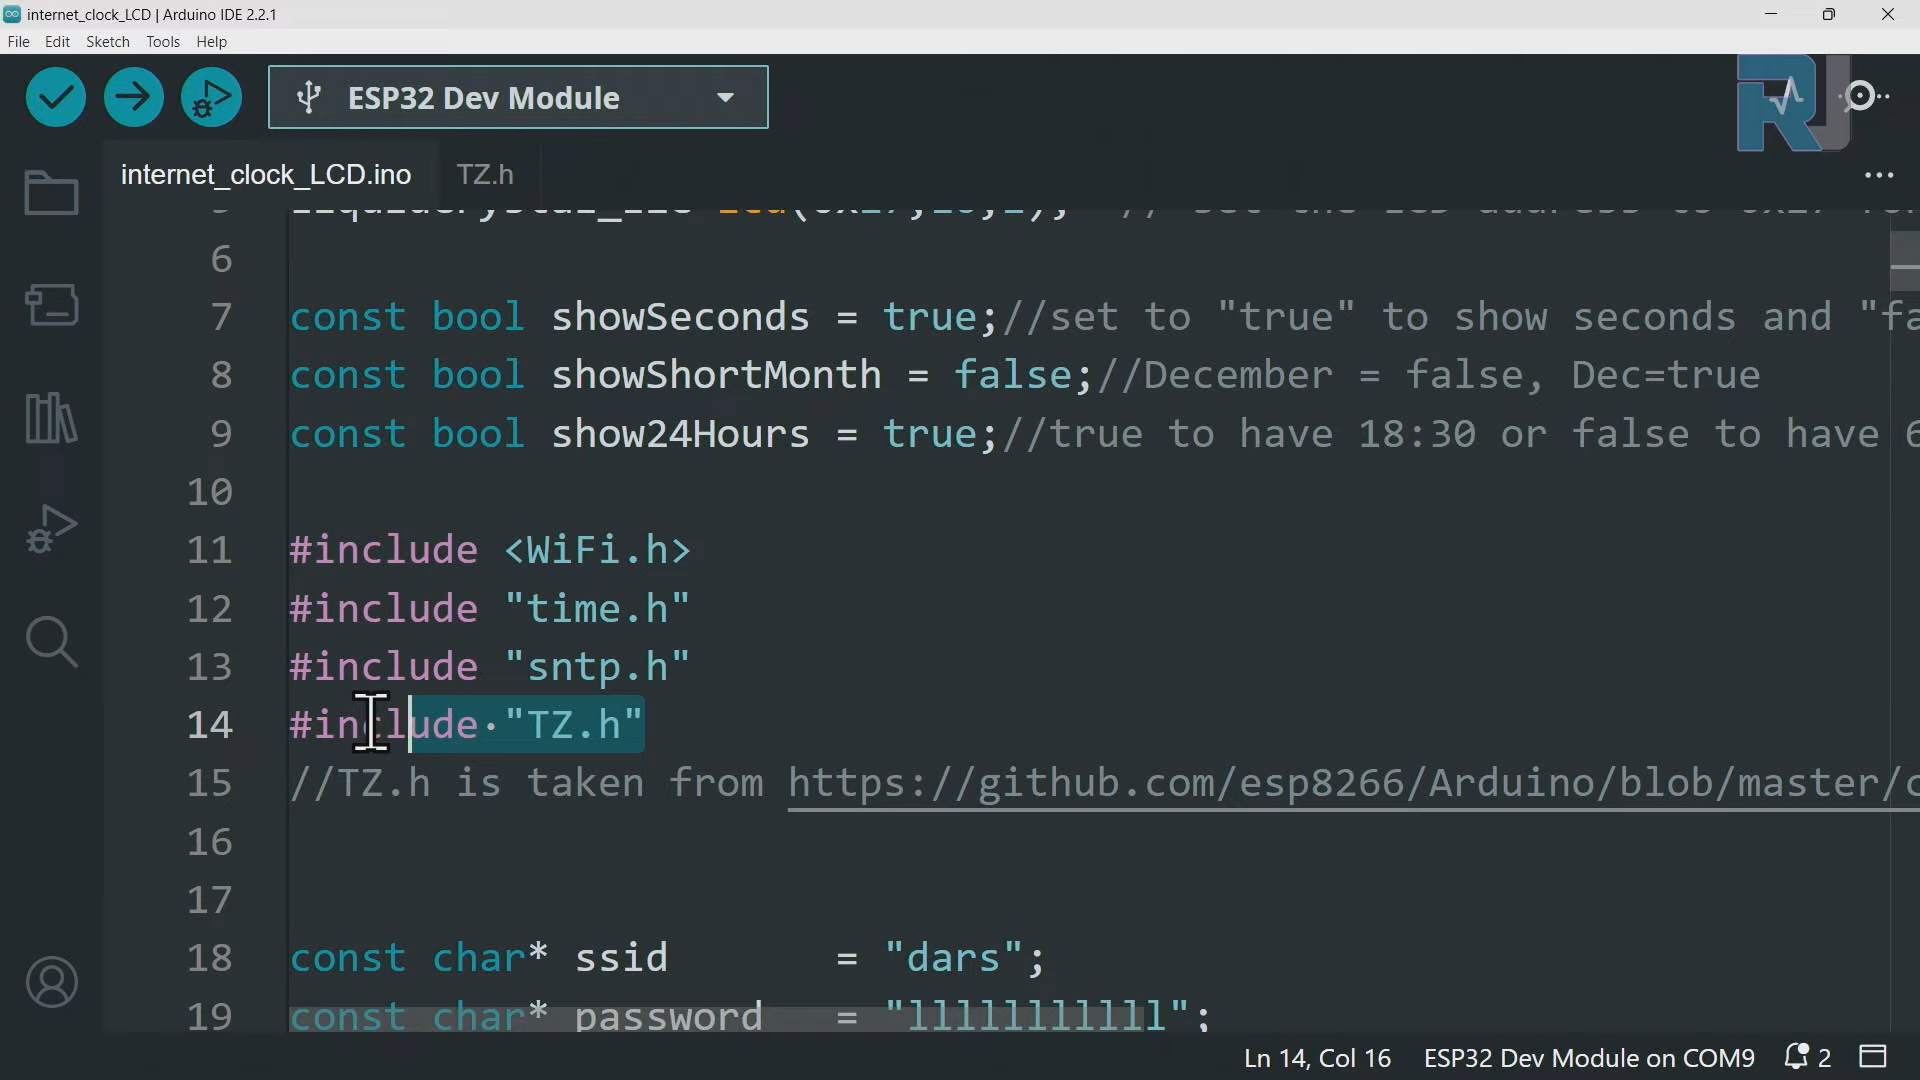 internet_clock_LCD | Arduino IDE 2.2.1
File Edit Sketch Tools Help
ESP32 Dev Module
internet_clock_LCD.ino TZ.h
6
7 const bool showSeconds = true;//set to "true" to show seconds and "fa
8 const bool showShortMonth = false;//December = false, Dec=true
9 const bool show24Hours = true;//true to have 18:30 or false to have 6
10
11 #include <WiFi.h>
12 #include "time.h"
13 #include "sntp.h"
14 #include "TZ.h"
15 //TZ.h is taken from https://github.com/esp8266/Arduino/blob/master/c
16
17
18 const char* ssid = "dars";
19 const char* password = "lllllllllll";
Ln 14, Col 16 ESP32 Dev Module on COM9 2